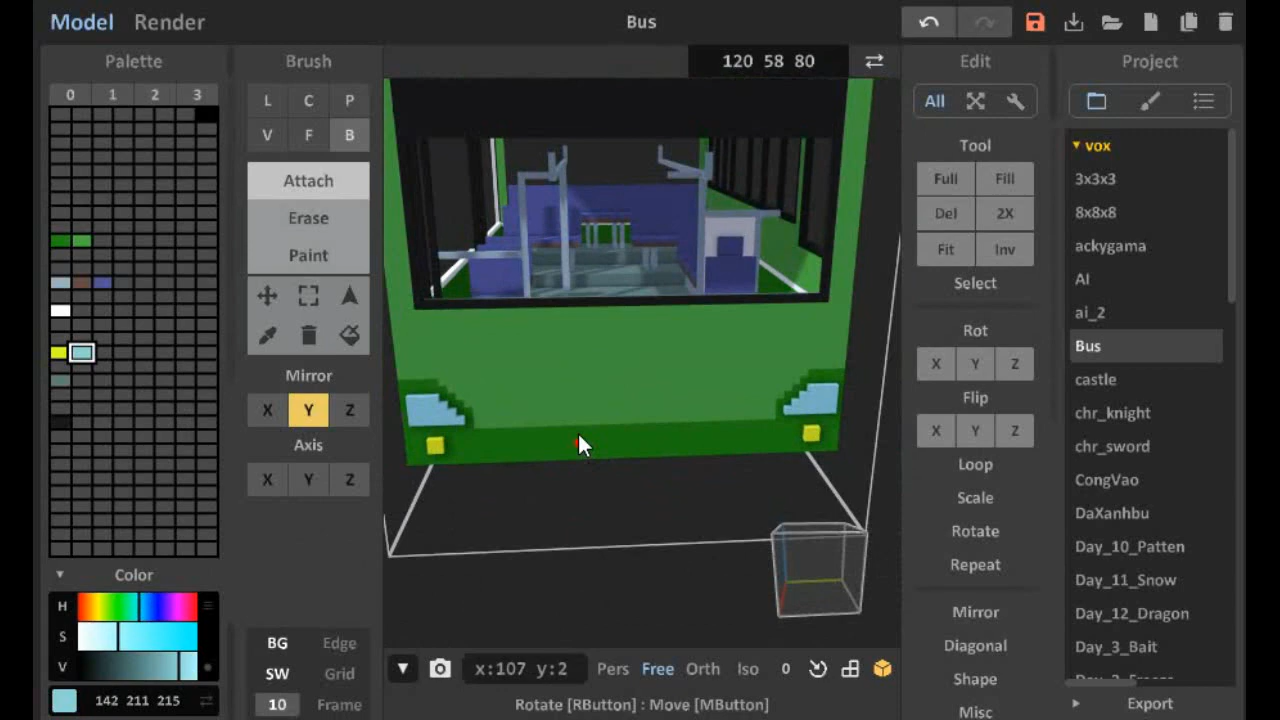 Model Render Bus
Palette Brush 120 58 80 Edit Project
0 1 2 3
L C P
V F B
Attach
Erase
Paint
Mirror
X Y Z
Axis
X Y Z
BG Edge
SW Grid
10 Frame
Color
H
S
V
142 211 215
x:107 y:2 Pers Free Orth Iso 0
Rotate [RButton] : Move [MButton]
All
Tool
Full Fill
Del 2X
Fit Inv
Select
Rot
X Y Z
Flip
X Y Z
Loop
Scale
Rotate
Repeat
Mirror
Diagonal
Shape
Misc
vox
3x3x3
8x8x8
ackygama
AI
ai_2
Bus
castle
chr_knight
chr_sword
CongVao
DaXanhbu
Day_10_Patten
Day_11_Snow
Day_12_Dragon
Day_3_Bait
Export